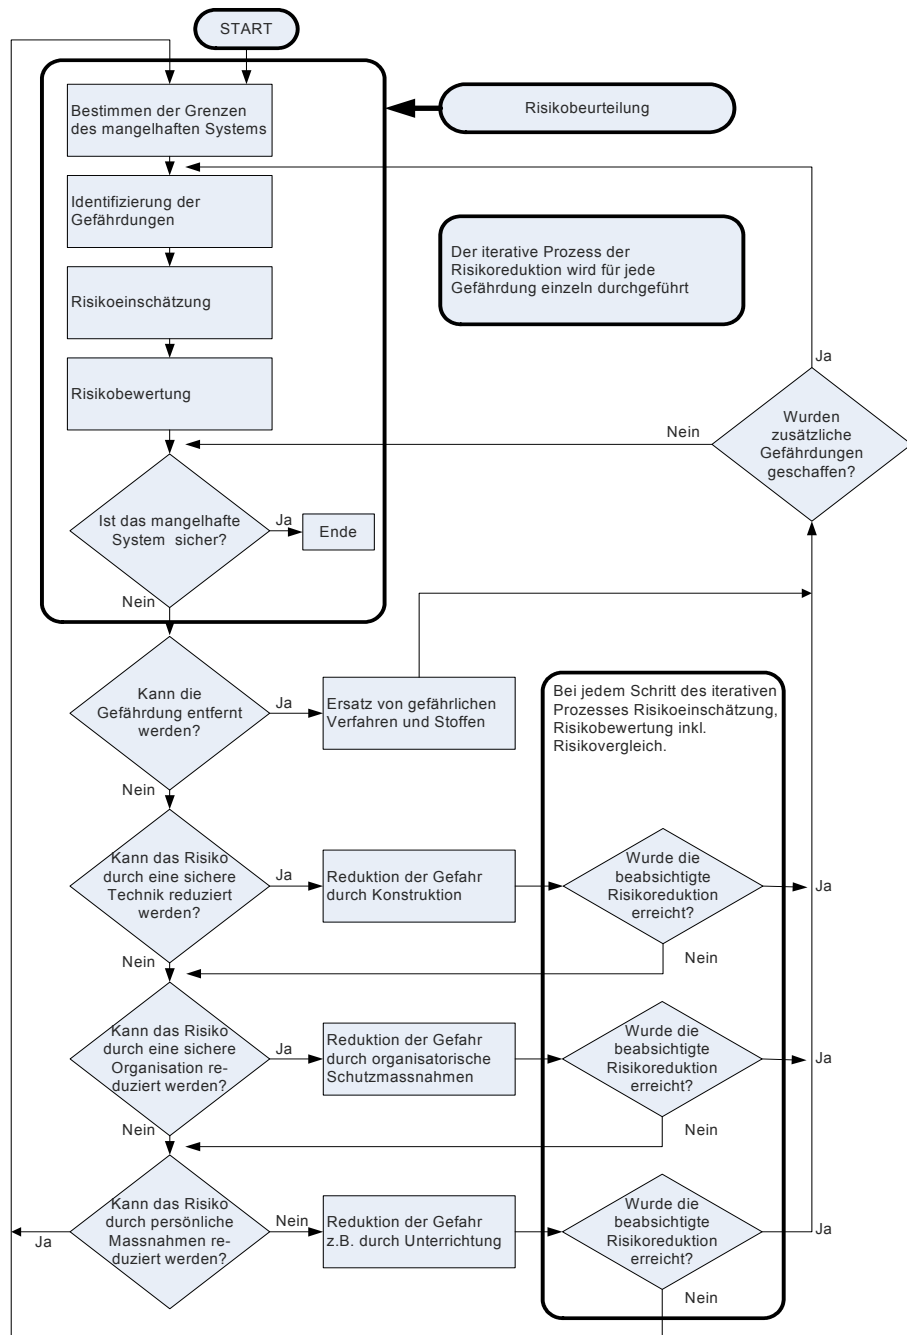 START
Risikobeurteilung
Bestimmen der Grenzen
des mangelhaften Systems
Identifizierung der
Gefährdungen
Der iterative Prozess der
Risikoreduktion wird für jede
Gefährdung einzeln durchgeführt
Risikoeinschätzung
Risikobewertung
Ja
Wurden
zusätzliche
Gefährdungen
geschaffen?
Nein
Ist das mangelhafte
System sicher?
Ja
Ende
Nein
Kann die
Gefährdung entfernt
werden?
Ja
Ersatz von gefährlichen
Verfahren und Stoffen
Bei jedem Schritt des iterativen
Prozesses Risikoeinschätzung,
Risikobewertung inkl.
Risikovergleich.
Nein
Kann das Risiko
durch eine sichere
Technik reduziert
werden?
Ja
Reduktion der Gefahr
durch Konstruktion
Wurde die
beabsichtigte
Risikoreduktion
erreicht?
Ja
Nein
Nein
Kann das Risiko
durch eine sichere
Organisation re-
duziert werden?
Ja
Reduktion der Gefahr
durch organisatorische
Schutzmassnahmen
Wurde die
beabsichtigte
Risikoreduktion
erreicht?
Ja
Nein
Nein
Kann das Risiko
durch persönliche
Massnahmen re-
duziert werden?
Ja
Nein
Reduktion der Gefahr
z.B. durch Unterrichtung
Wurde die
beabsichtigte
Risikoreduktion
erreicht?
Ja
Nein